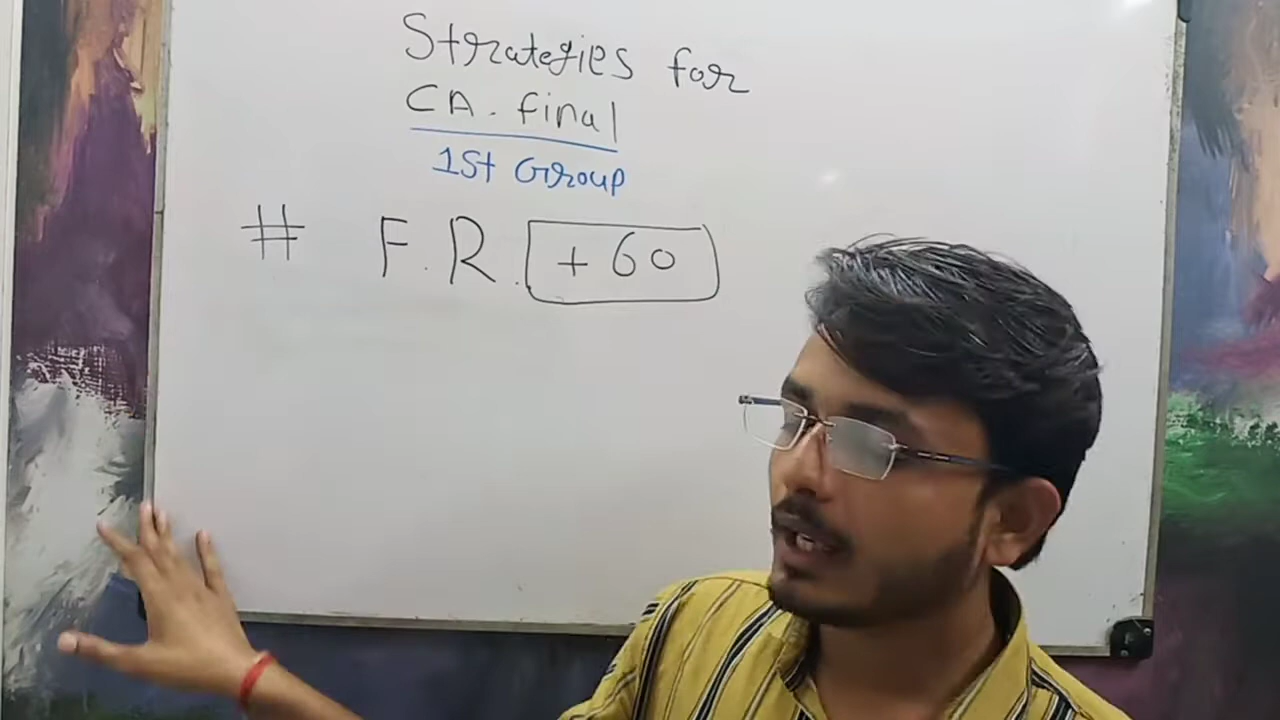 Strategies for
CA. final
1st Group
# F.R. +60